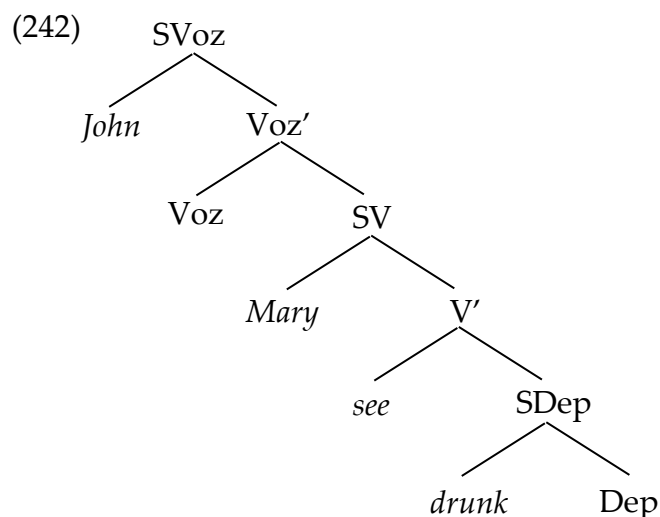 (242) SVoz
John Voz'
Voz SV
Mary V'
see SDep
drunk Dep